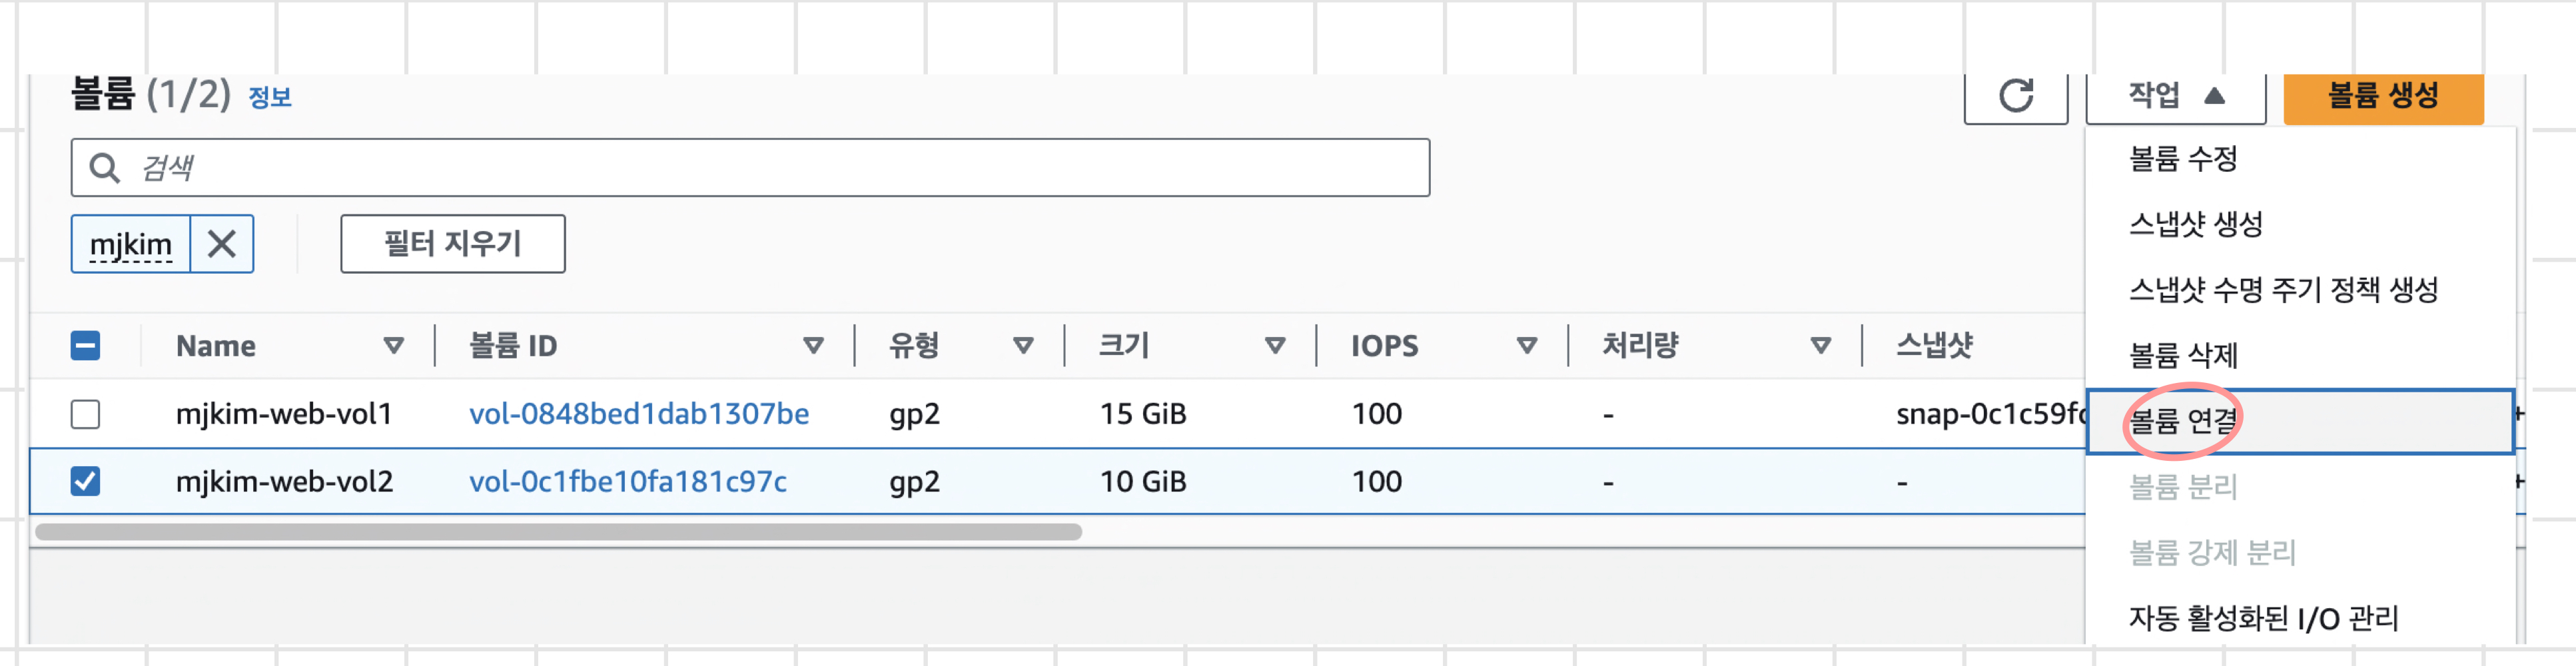 볼륨 (1/2) 정보
작업 볼륨 생성
검색
mjkim 필터 지우기
Name 볼륨 ID 유형 크기 IOPS 처리량 스냅샷
mjkim-web-vol1 vol-0848bed1dab1307be gp2 15 GiB 100 -
mjkim-web-vol2 vol-0c1fbe10fa181c97c gp2 10 GiB 100 - -
볼륨 수정
스냅샷 생성
스냅샷 수명 주기 정책 생성
볼륨 삭제
볼륨 연결
볼륨 분리
볼륨 강제 분리
자동 활성화된 I/O 관리